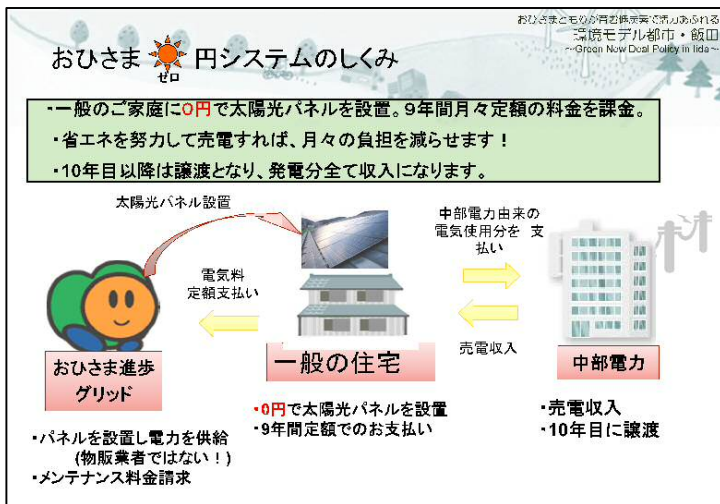 おひさまともりが育む低炭素で活力あふれる
環境モデル都市・飯田
～Green New Deal Policy in Iida～
おひさま 円システムのしくみ
ゼロ
・一般のご家庭に0円で太陽光パネルを設置。9年間月々定額の料金を課金。
・省エネを努力して売電すれば、月々の負担を減らせます！
・10年目以降は譲渡となり、発電分全て収入になります。
太陽光パネル設置
中部電力由来の
電気使用分を 支
払い
電気料
定額支払い
売電収入
おひさま進歩
グリッド
一般の住宅
中部電力
・0円で太陽光パネルを設置
・9年間定額でのお支払い
・売電収入
・10年目に譲渡
・パネルを設置し電力を供給
(物販業者ではない！)
・メンテナンス料金請求